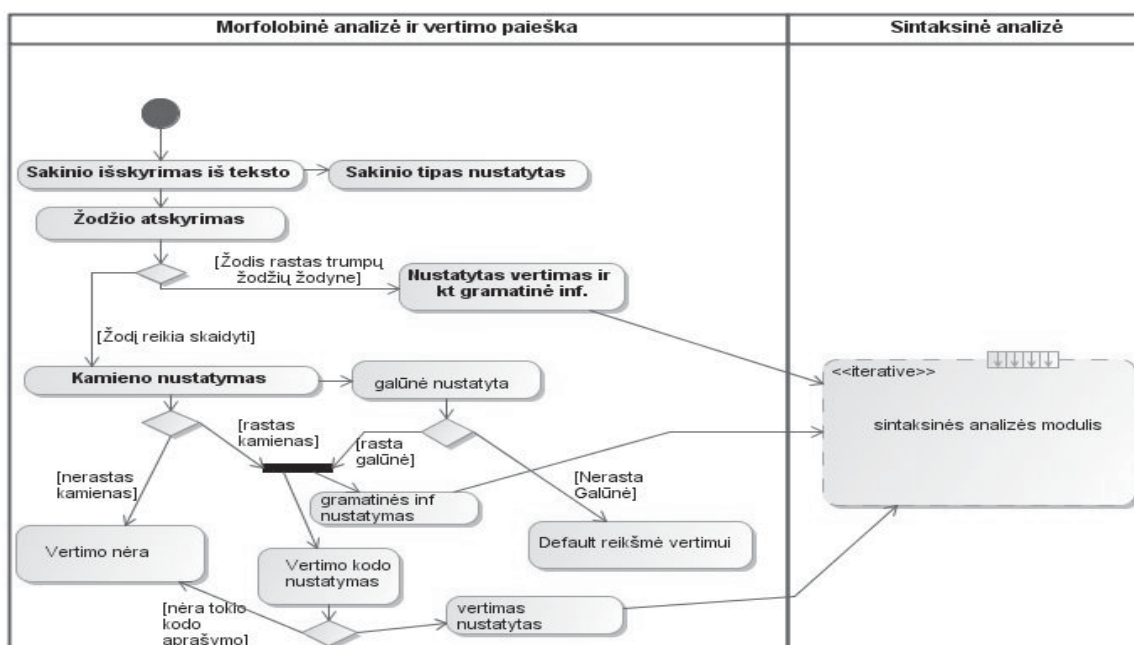 Morfolobinė analizė ir vertimo paieška
Sintaksinė analizė
Sakinio išskyrimas iš teksto
Sakinio tipas nustatytas
Žodžio atskyrimas
[Žodis rastas trumpų
žodžių žodyne]
Nustatytas vertimas ir
kt gramatinė inf.
[Žodį reikia skaidyti]
Kamieno nustatymas
galūnė nustatyta
<<iterative>>
sintaksinės analizės modulis
[rastas
kamienas]
[rasta
galūnė]
[nerastas
kamienas]
[Nerasta
Galūnė]
gramatinės inf
nustatymas
Vertimo nėra
Vertimo kodo
nustatymas
Default reikšmė vertimui
[nėra tokio
kodo
aprašymo]
vertimas
nustatytas